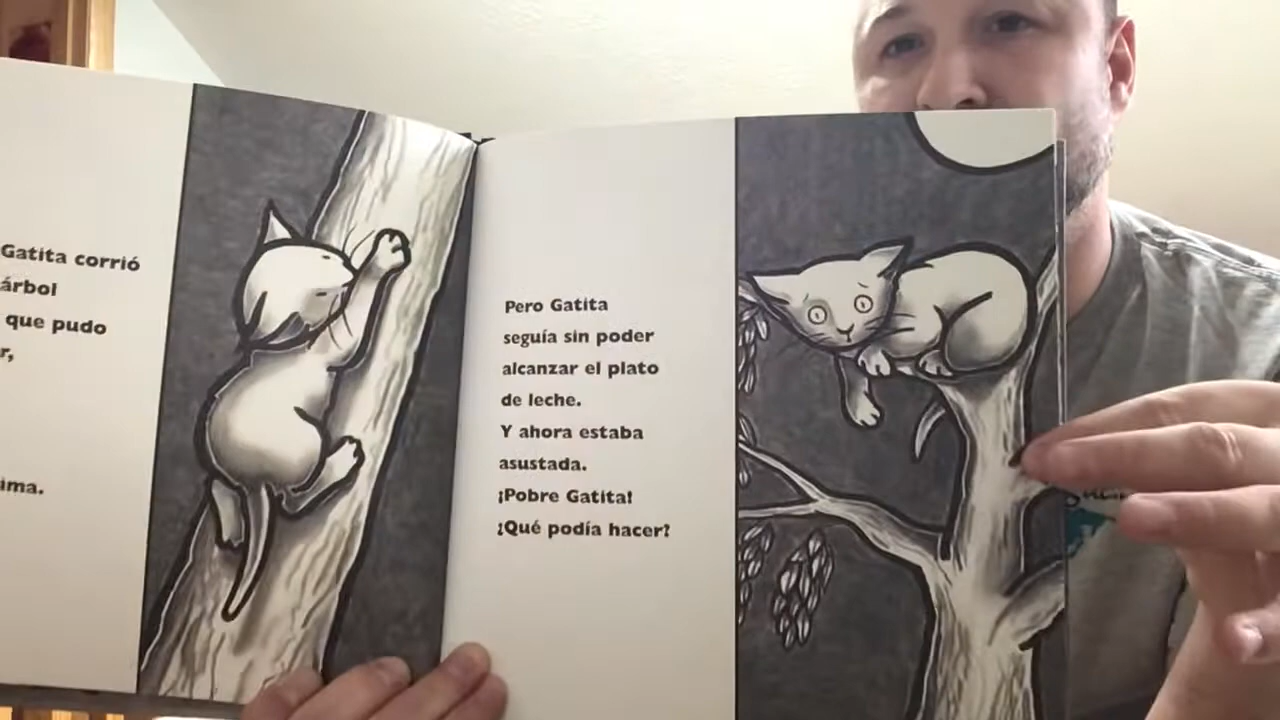 Gatita corrió
árbol
que pudo
r,
ima.
Pero Gatita
seguía sin poder
alcanzar el plato
de leche.
Y ahora estaba
asustada.
¡Pobre Gatita!
¿Qué podía hacer?